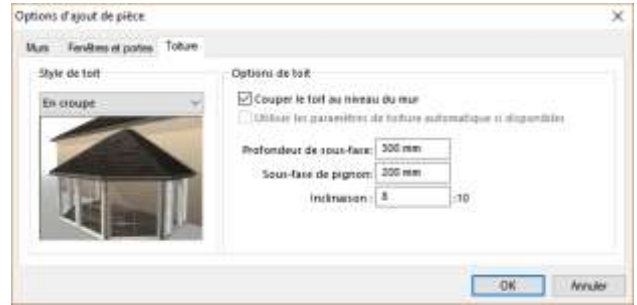 Options d'ajout de pièce
Murs Fenêtres et portes Toiture
Style de toit
En croupe
Options de toit
Couper le toit au niveau du mur
Utiliser les paramètres de toiture automatique si disponibles
Profondeur de sous-face: 300 mm
Sous-face de pignon: 200 mm
Inclinaison : 8 :10
OK Annuler